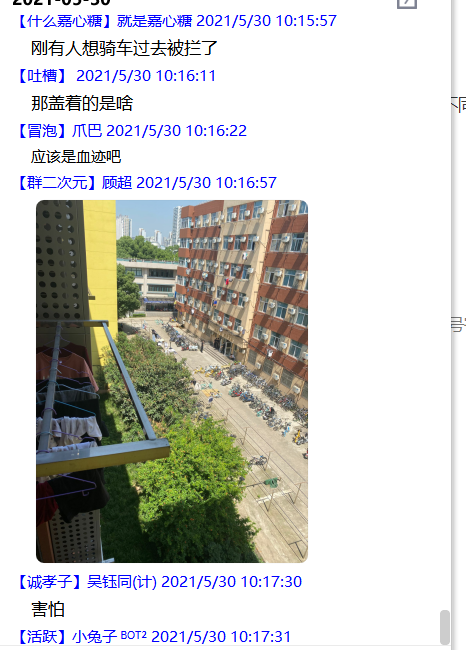 2021-05-30
【什么嘉心糖】就是嘉心糖 2021/5/30 10:15:57
刚有人想骑车过去被拦了
【吐槽】 2021/5/30 10:16:11
那盖着的是啥
【冒泡】爪巴 2021/5/30 10:16:22
应该是血迹吧
【群二次元】顾超 2021/5/30 10:16:57
【诚孝子】吴钰同(计) 2021/5/30 10:17:30
害怕
【活跃】小兔子 BOT2 2021/5/30 10:17:31